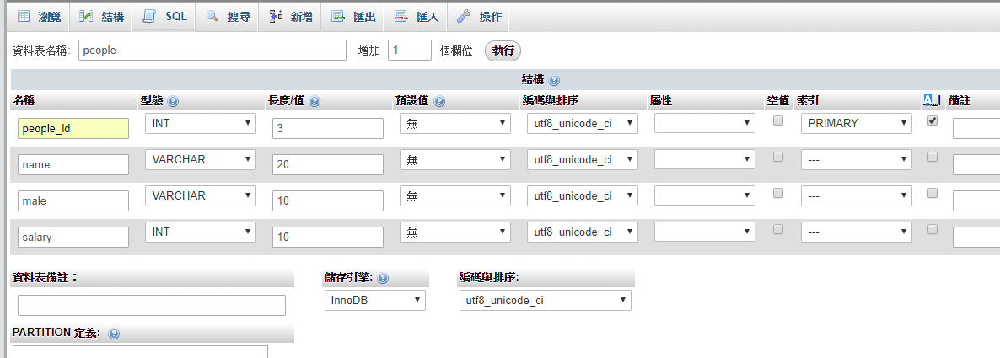 瀏覽 結構 SQL 搜尋 新增 匯出 匯入 操作
資料表名稱: people 增加 1 個欄位 執行
結構
名稱 型態 長度/值 預設值 編碼與排序 屬性 空值 索引 A_I 備註
people_id INT 3 無 utf8_unicode_ci PRIMARY
name VARCHAR 20 無 utf8_unicode_ci ---
male VARCHAR 10 無 utf8_unicode_ci ---
salary INT 10 無 utf8_unicode_ci ---
資料表備註： 儲存引擎: 編碼與排序:
InnoDB utf8_unicode_ci
PARTITION 定義: